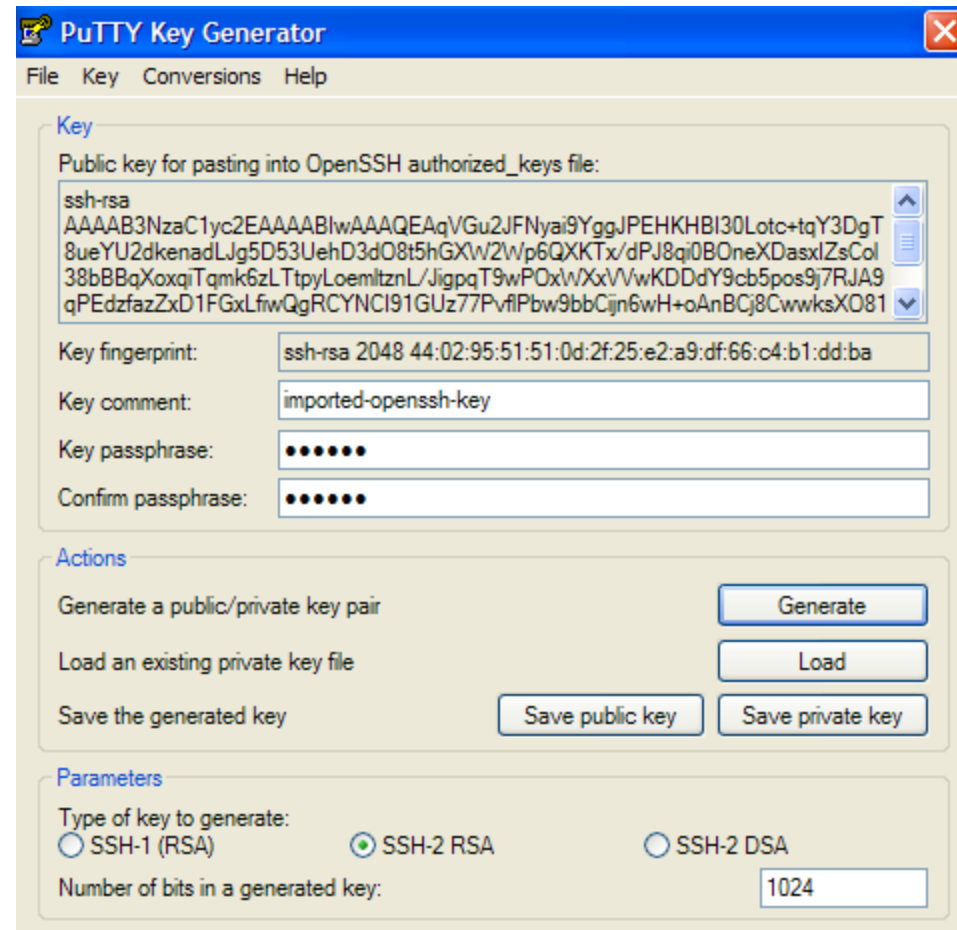 PuTTY Key Generator
File Key Conversions Help
Key
Public key for pasting into OpenSSH authorized_keys file:
ssh-rsa
AAAAB3NzaC1yc2EAAAABIwAAAQEAqVGu2JFNyai9YggJPEHKHBI30Lotc+tqY3DgT
8ueYU2dkenadLJg5D53UehD3dO8t5hGXW2Wp6QXKTx/dPJ8qi0BOneXDasxlZsCol
38bBBqXoxqiTqmk6zLTtpyLoemltznL/JigpqT9wPOxWXxVVwKDDdY9cb5pos9j7RJA9
qPEdzfazZxD1FGxLfiwQgRCYNCI91GUz77PvflPbw9bbCijn6wH+oAnBCj8CwwksXO81
Key fingerprint: ssh-rsa 2048 44:02:95:51:51:0d:2f:25:e2:a9:df:66:c4:b1:dd:ba
Key comment: imported-openssh-key
Key passphrase: ●●●●●●
Confirm passphrase: ●●●●●●
Actions
Generate a public/private key pair Generate
Load an existing private key file Load
Save the generated key Save public key Save private key
Parameters
Type of key to generate:
SSH-1 (RSA) SSH-2 RSA SSH-2 DSA
Number of bits in a generated key: 1024